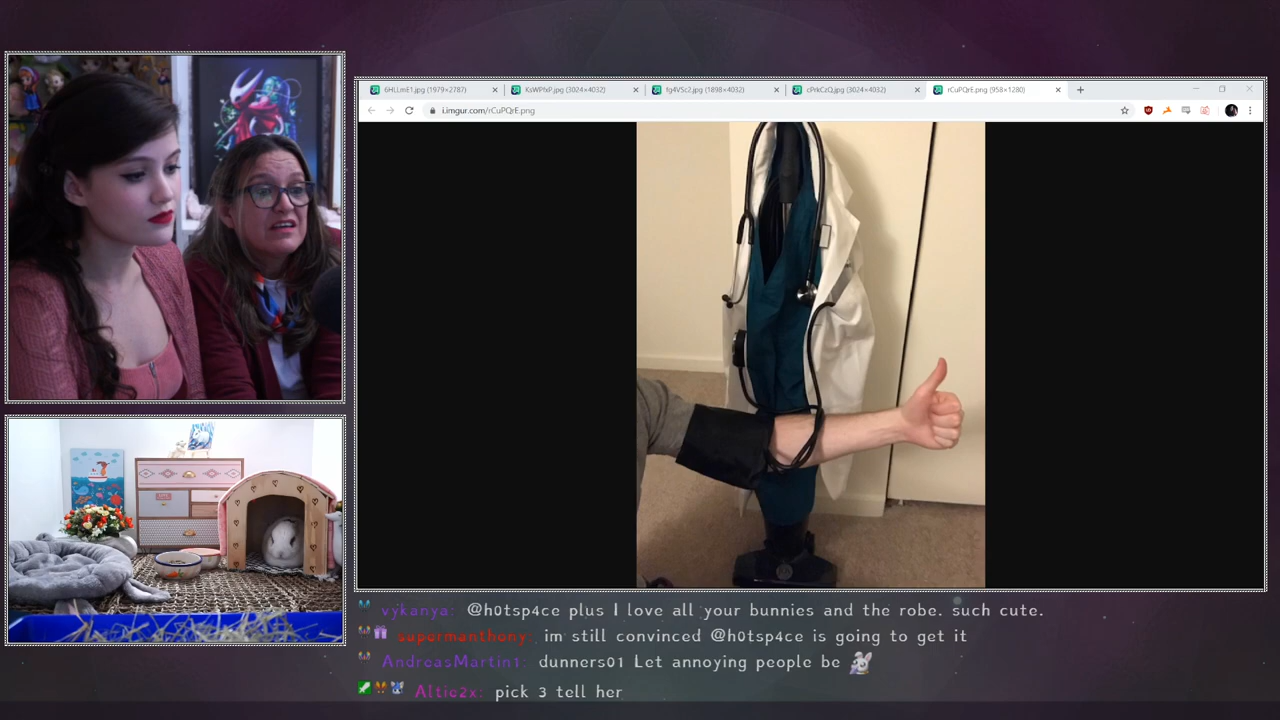 6HLLmE1.jpg (1979×2787)
KsWPfxP.jpg (3024×4032)
fg4VSc2.jpg (1898×4032)
cPrkCzQ.jpg (3024×4032)
rCuPQrE.png (958×1280)
i.imgur.com/rCuPQrE.png
vykanya: @h0tsp4ce plus I love all your bunnies and the robe. such cute.
supermanthony: im still convinced @h0tsp4ce is going to get it
AndreasMartin1: dunners01 Let annoying people be
Altic2x: pick 3 tell her